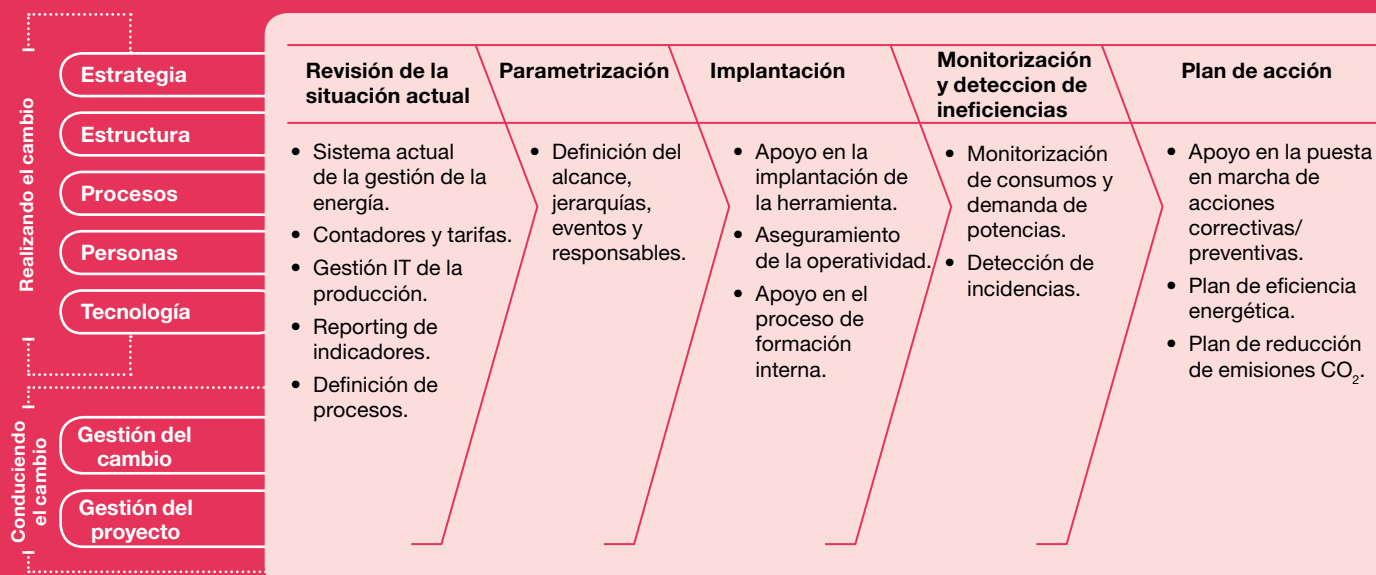 Realizando el cambio
Estrategia
Estructura
Procesos
Personas
Tecnología
Conduciendo
el cambio
Gestión del
cambio
Gestión del
proyecto
Revisión de la
situación actual
• Sistema actual
de la gestión de la
energía.
• Contadores y tarifas.
• Gestión IT de la
producción.
• Reporting de
indicadores.
• Definición de
procesos.
Parametrización
• Definición del
alcance,
jerarquías,
eventos y
responsables.
Implantación
• Apoyo en la
implantación de
la herramienta.
• Aseguramiento
de la operatividad.
• Apoyo en el
proceso de
formación
interna.
Monitorización
y deteccion de
ineficiencias
• Monitorización
de consumos y
demanda de
potencias.
• Detección de
incidencias.
Plan de acción
• Apoyo en la puesta
en marcha de
acciones
correctivas/
preventivas.
• Plan de eficiencia
energética.
• Plan de reducción
de emisiones CO₂.